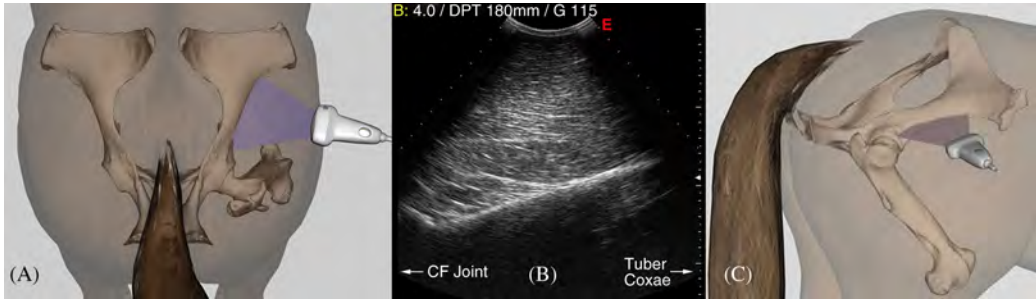 B: 4.0 / DPT 180mm / G 115
E
(A)
← CF Joint
(B)
Tuber
Coxae →
(C)